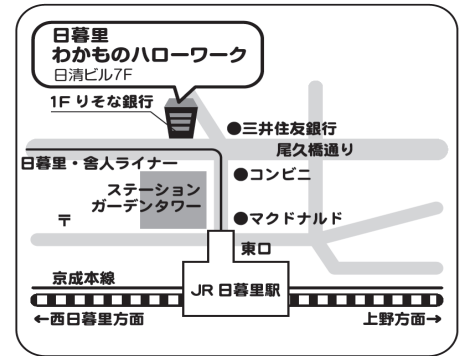 日暮里
わかものハローワーク
日清ビル7F
1F りそな銀行
●三井住友銀行
尾久橋通り
日暮里・舎人ライナー
●コンビニ
ステーション
ガーデンタワー
〒
●マクドナルド
東口
京成本線
JR 日暮里駅
←西日暮里方面
上野方面→